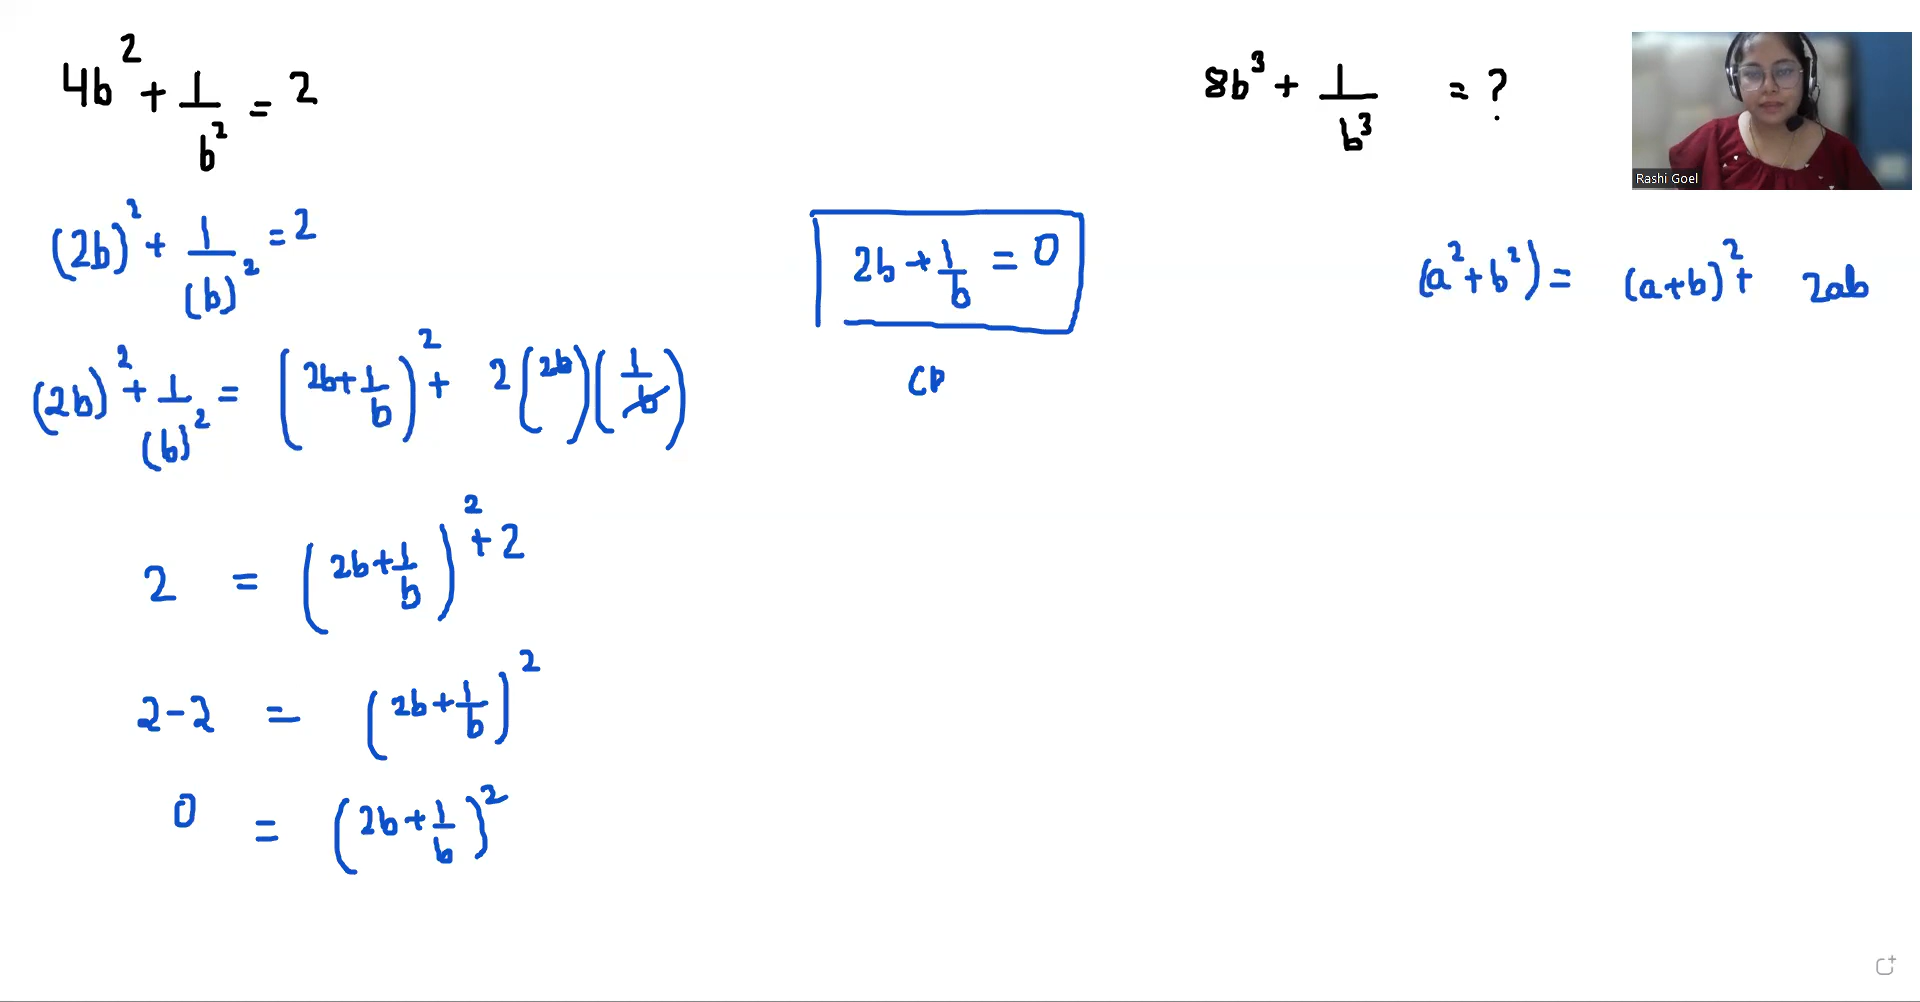 4b² + 1/b² = 2
8b³ + 1/b³ = ?
Rashi Goel
(2b)² + 1/(b)² = 2
2b + 1/b = 0
(a² + b²) = (a+b)² + 2ab
(2b)² + 1/(b)² = (2b + 1/b)² + 2(2b)(1/b)
2 = (2b + 1/b)² + 2
2 - 2 = (2b + 1/b)²
0 = (2b + 1/b)²